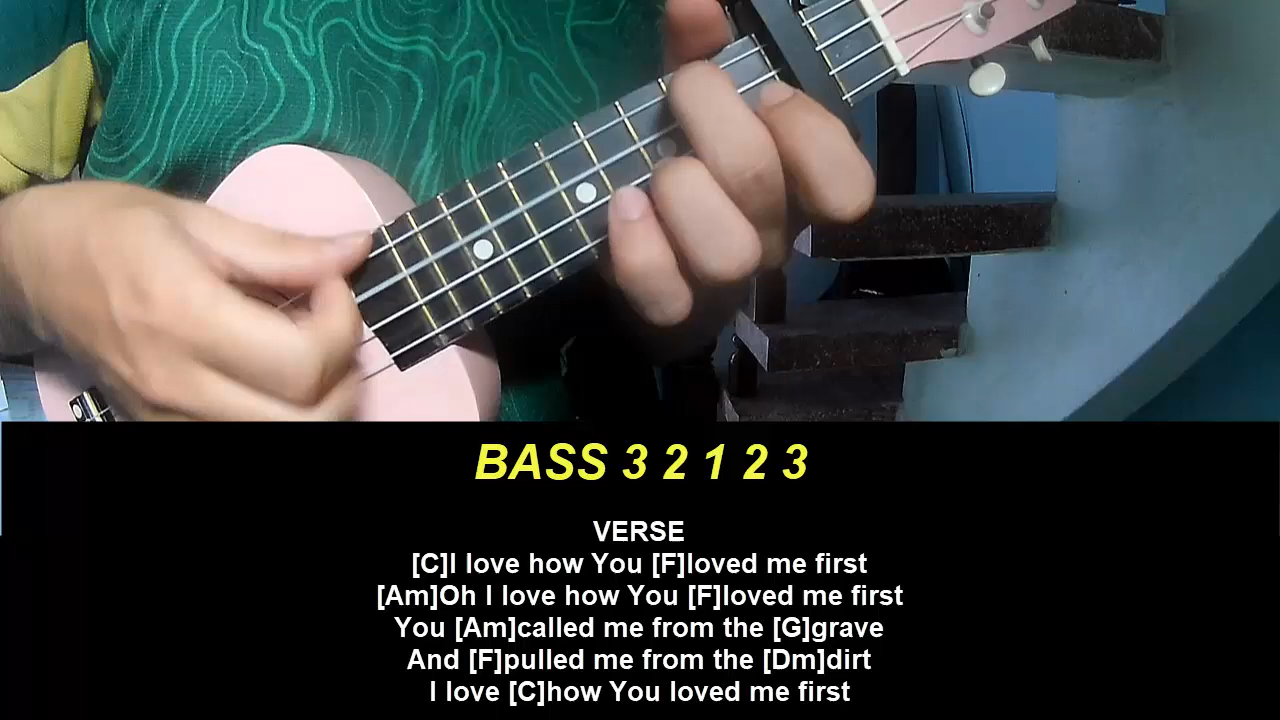 BASS 3 2 1 2 3
VERSE
[C]I love how You [F]loved me first
[Am]Oh I love how You [F]loved me first
You [Am]called me from the [G]grave
And [F]pulled me from the [Dm]dirt
I love [C]how You loved me first